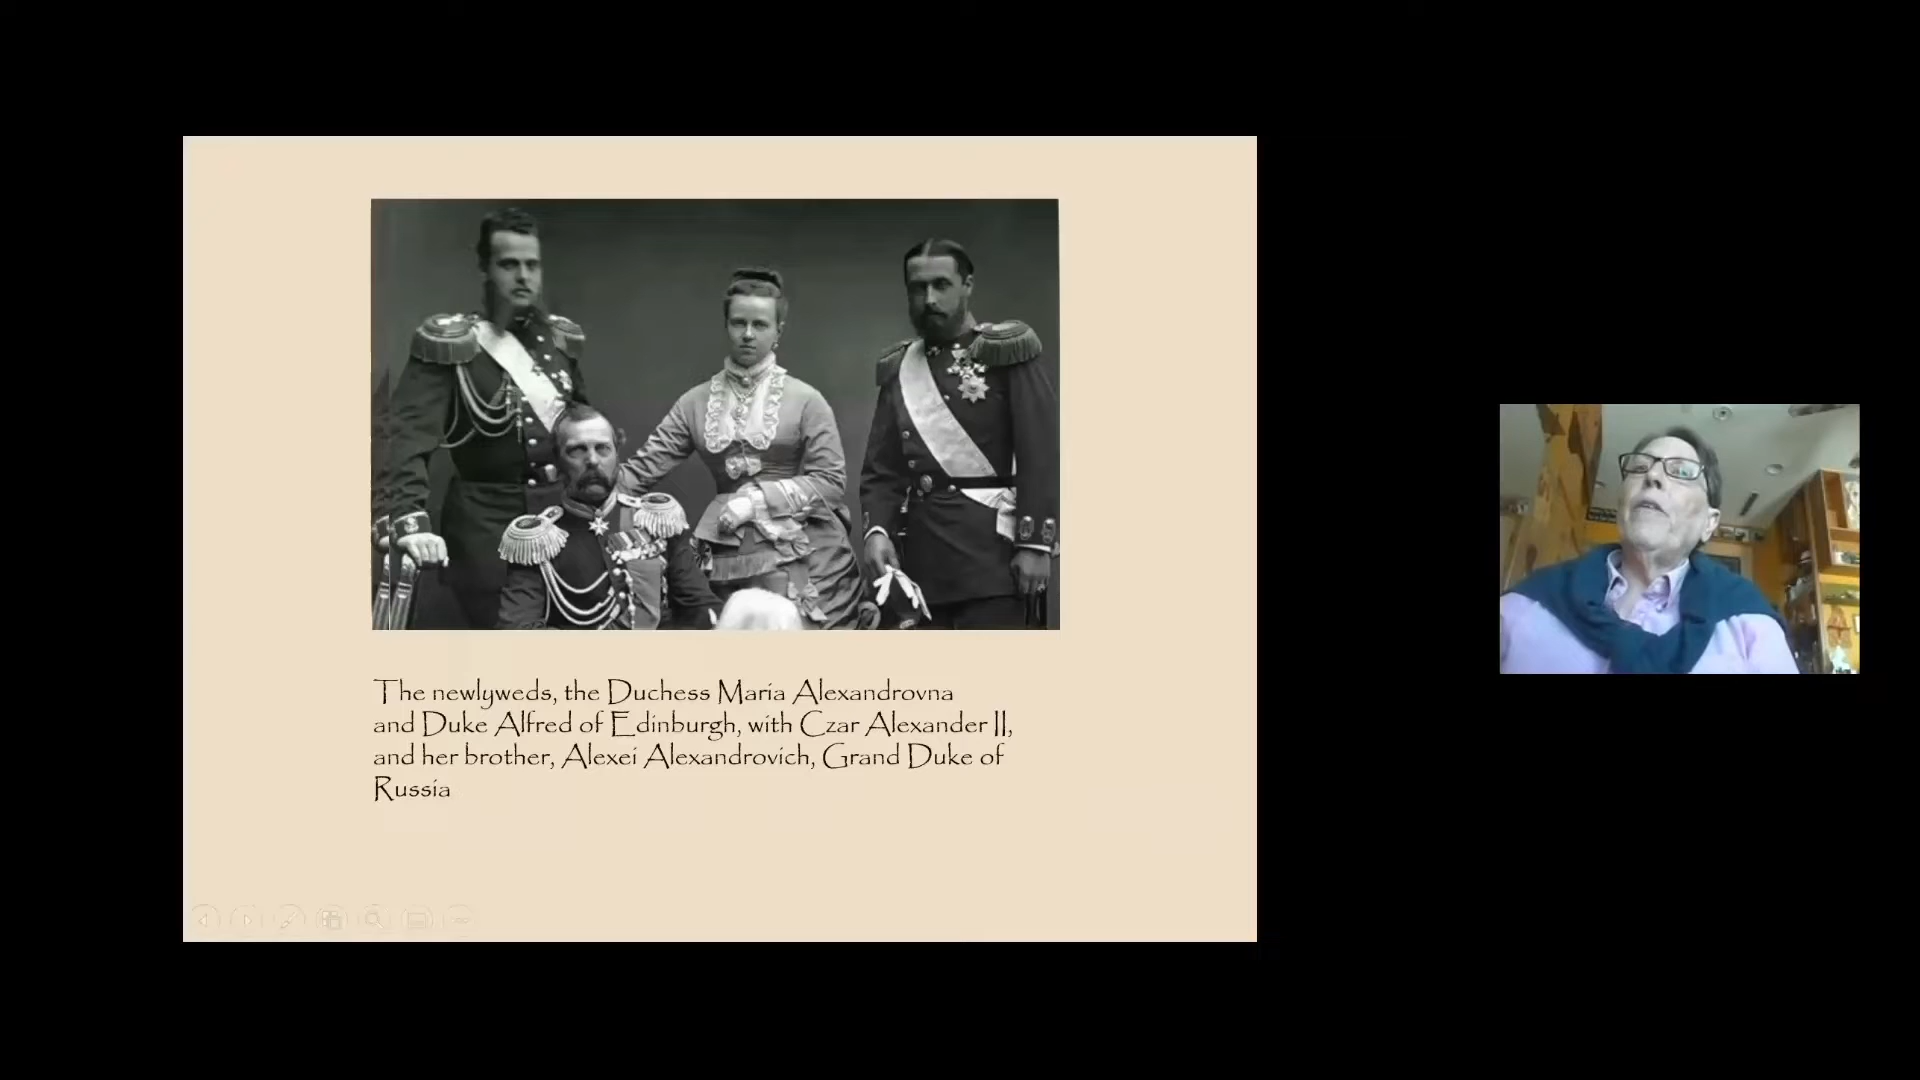 The newlyweds, the Duchess Maria Alexandrovna
and Duke Alfred of Edinburgh, with Czar Alexander II,
and her brother, Alexei Alexandrovich, Grand Duke of
Russia